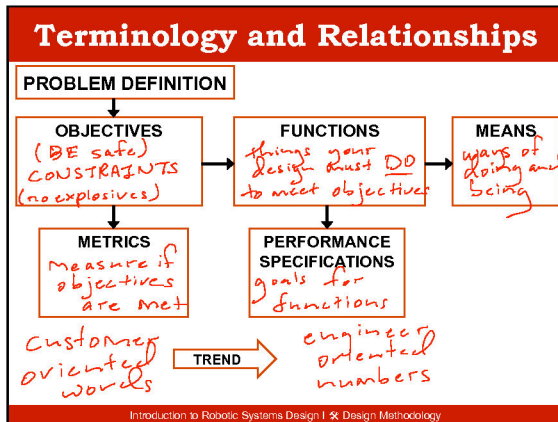 Terminology and Relationships
PROBLEM DEFINITION
OBJECTIVES
(BE safe)
CONSTRAINTS
(no explosives)
FUNCTIONS
things your
design must DO
to meet objectives
MEANS
ways of
doing and
being
METRICS
measure if
objectives
are met
PERFORMANCE
SPECIFICATIONS
goals for
functions
customer
oriented
words
TREND
engineer
oriented
numbers
Introduction to Robotic Systems Design I 🛠 Design Methodology